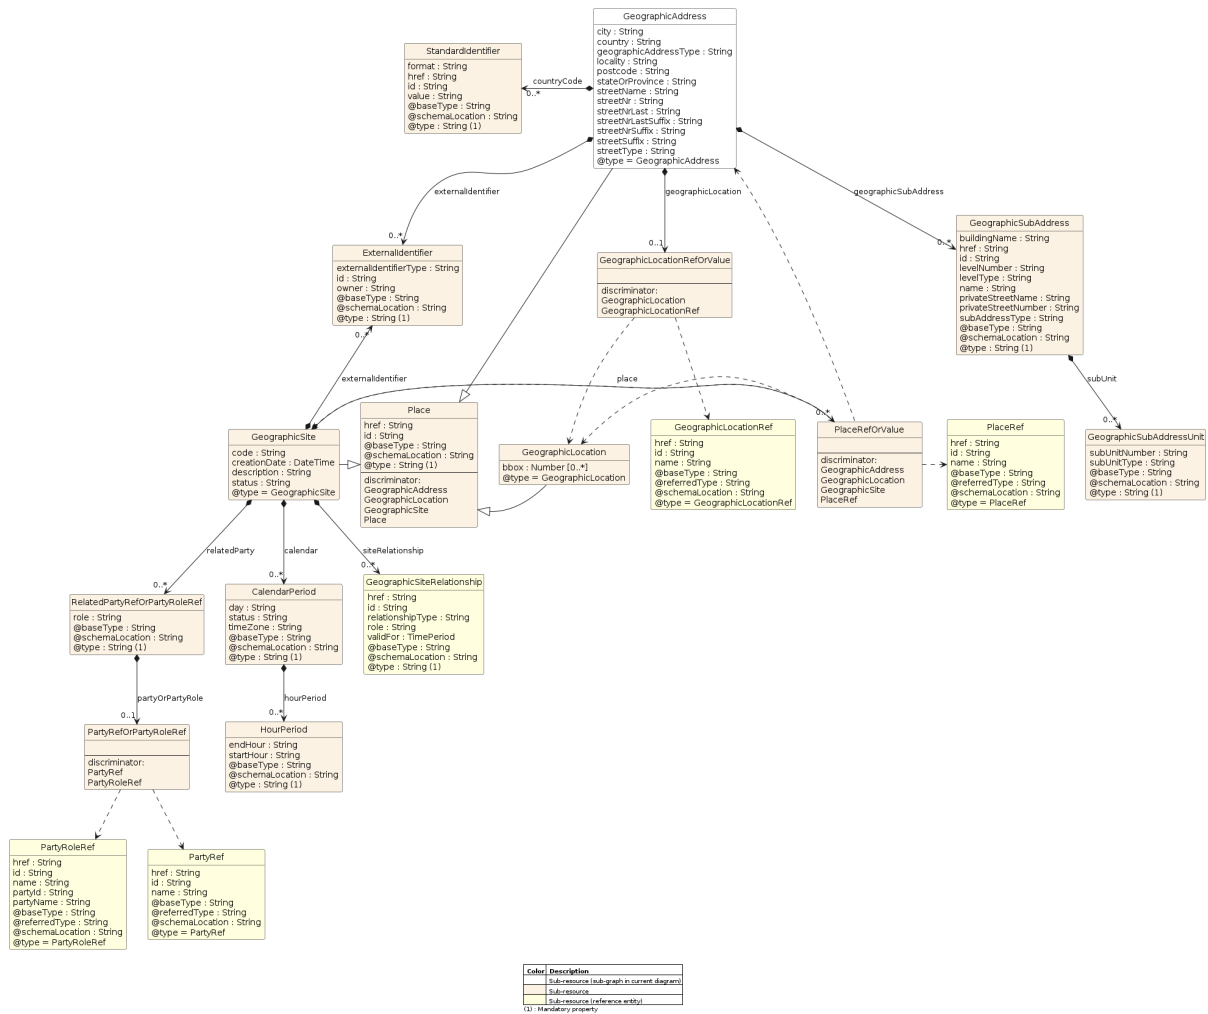 GeographicAddress
city : String
country : String
geographicAddressType : String
locality : String
postcode : String
stateOrProvince : String
streetName : String
streetNr : String
streetNrLast : String
streetNrLastSuffix : String
streetNrSuffix : String
streetSuffix : String
streetType : String
@type = GeographicAddress
StandardIdentifier
format : String
href : String
id : String
value : String
@baseType : String
@schemaLocation : String
@type : String (1)
countryCode
0..*
externalIdentifier
0..*
geographicLocation
0..1
geographicSubAddress
0..*
ExternalIdentifier
externalIdentifierType : String
id : String
owner : String
@baseType : String
@schemaLocation : String
@type : String (1)
0..*
externalIdentifier
GeographicLocationRefOrValue
discriminator:
GeographicLocation
GeographicLocationRef
GeographicSubAddress
buildingName : String
href : String
id : String
levelNumber : String
levelType : String
name : String
privateStreetName : String
privateStreetNumber : String
subAddressType : String
@baseType : String
@schemaLocation : String
@type : String (1)
subUnit
0..*
place
0..*
GeographicSite
code : String
creationDate : DateTime
description : String
status : String
@type = GeographicSite
Place
href : String
id : String
@baseType : String
@schemaLocation : String
@type : String (1)
discriminator:
GeographicAddress
GeographicLocation
GeographicSite
Place
GeographicLocation
bbox : Number [0..*]
@type = GeographicLocation
GeographicLocationRef
href : String
id : String
name : String
@baseType : String
@referredType : String
@schemaLocation : String
@type = GeographicLocationRef
PlaceRefOrValue
discriminator:
GeographicAddress
GeographicLocation
GeographicSite
PlaceRef
PlaceRef
href : String
id : String
name : String
@baseType : String
@referredType : String
@schemaLocation : String
@type = PlaceRef
GeographicSubAddressUnit
subUnitNumber : String
subUnitType : String
@baseType : String
@schemaLocation : String
@type : String (1)
relatedParty
0..*
calendar
0..*
siteRelationship
0..*
RelatedPartyRefOrPartyRoleRef
role : String
@baseType : String
@schemaLocation : String
@type : String (1)
CalendarPeriod
day : String
status : String
timeZone : String
@baseType : String
@schemaLocation : String
@type : String (1)
GeographicSiteRelationship
href : String
id : String
relationshipType : String
role : String
validFor : TimePeriod
@baseType : String
@schemaLocation : String
@type : String (1)
partyOrPartyRole
0..1
hourPeriod
0..*
PartyRefOrPartyRoleRef
discriminator:
PartyRef
PartyRoleRef
HourPeriod
endHour : String
startHour : String
@baseType : String
@schemaLocation : String
@type : String (1)
PartyRoleRef
href : String
id : String
name : String
partyId : String
partyName : String
@baseType : String
@referredType : String
@schemaLocation : String
@type = PartyRoleRef
PartyRef
href : String
id : String
name : String
@baseType : String
@referredType : String
@schemaLocation : String
@type = PartyRef
Color Description
Sub-resource (sub-graph in current diagram)
Sub-resource
Sub-resource (reference entity)
(1) : Mandatory property